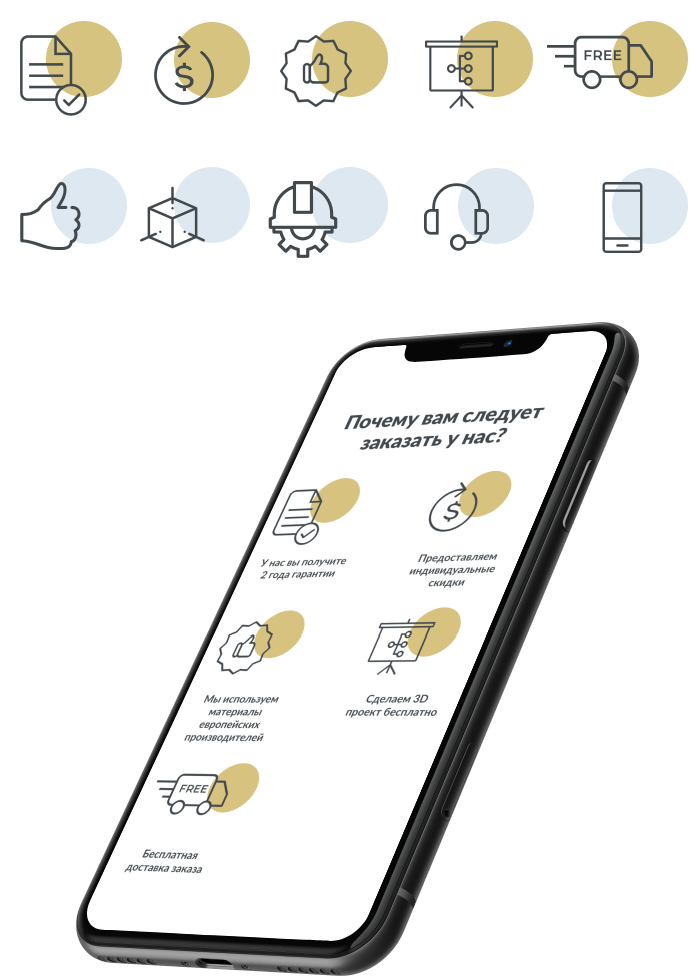 FREE
Почему вам следует
заказать у нас?
У нас вы получите
2 года гарантии
Предоставляем
индивидуальные
скидки
Мы используем
материалы
европейских
производителей
Сделаем 3D
проект бесплатно
FREE
Бесплатная
доставка заказа